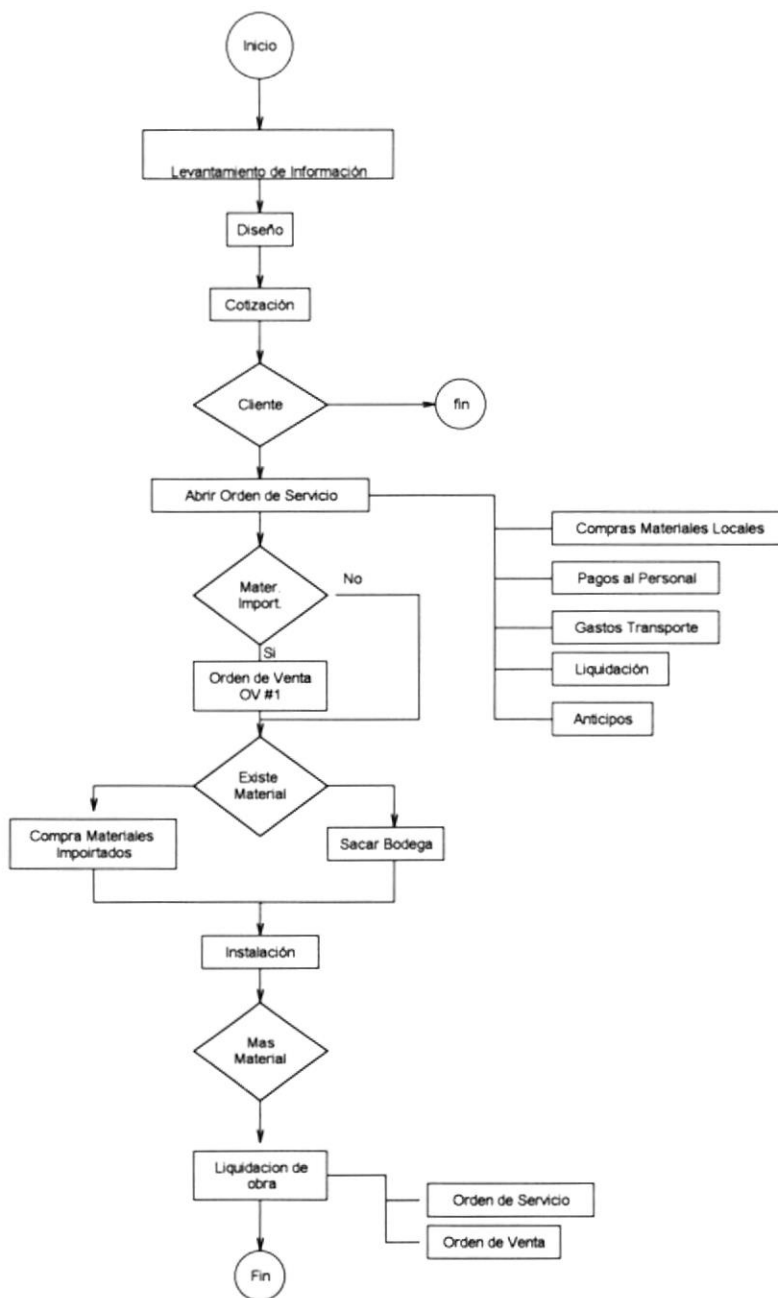 Inicio
Levantamiento de Información
Diseño
Cotización
Cliente
fin
Abrir Orden de Servicio
Compras Materiales Locales
Mater.
Import.
No
Pagos al Personal
Gastos Transporte
Si
Orden de Venta
OV #1
Liquidación
Anticipos
Existe
Material
Compra Materiales
Impoirtados
Sacar Bodega
Instalación
Mas
Material
Liquidacion de
obra
Orden de Servicio
Orden de Venta
Fin